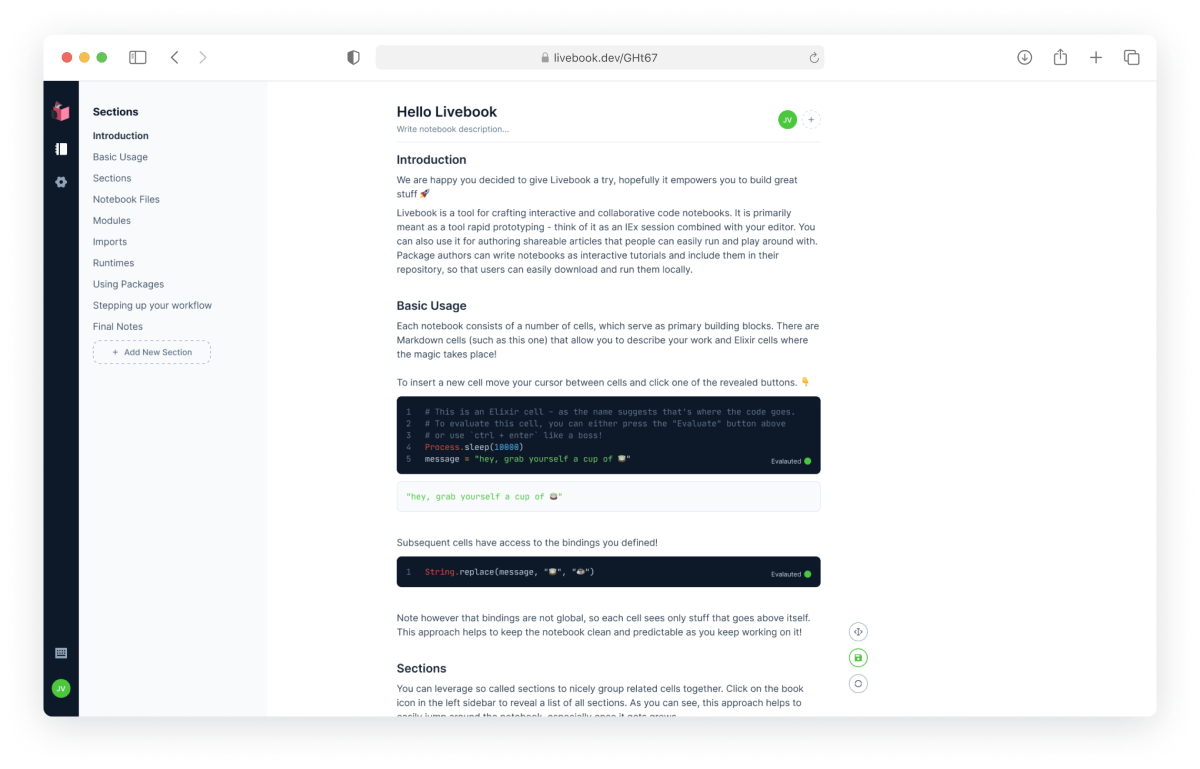 livebook.dev/GHt67
Sections
Introduction
Basic Usage
Sections
Notebook Files
Modules
Imports
Runtimes
Using Packages
Stepping up your workflow
Final Notes
+ Add New Section
JV
Hello Livebook
Write notebook description...
JV
+
Introduction
We are happy you decided to give Livebook a try, hopefully it empowers you to build great
stuff 🚀
Livebook is a tool for crafting interactive and collaborative code notebooks. It is primarily
meant as a tool rapid prototyping - think of it as an IEx session combined with your editor. You
can also use it for authoring shareable articles that people can easily run and play around with.
Package authors can write notebooks as interactive tutorials and include them in their
repository, so that users can easily download and run them locally.
Basic Usage
Each notebook consists of a number of cells, which serve as primary building blocks. There are
Markdown cells (such as this one) that allow you to describe your work and Elixir cells where
the magic takes place!
To insert a new cell move your cursor between cells and click one of the revealed buttons. 👇
1 # This is an Elixir cell - as the name suggests that's where the code goes.
2 # To evaluate this cell, you can either press the "Evaluate" button above
3 # or use `ctrl + enter` like a boss!
4 Process.sleep(10000)
5 message = "hey, grab yourself a cup of 🍵"
Evalauted
"hey, grab yourself a cup of 🍵"
Subsequent cells have access to the bindings you defined!
1 String.replace(message, "🍵", "☕")
Evalauted
Note however that bindings are not global, so each cell sees only stuff that goes above itself.
This approach helps to keep the notebook clean and predictable as you keep working on it!
Sections
You can leverage so called sections to nicely group related cells together. Click on the book
icon in the left sidebar to reveal a list of all sections. As you can see, this approach helps to
easily jump around the notebook, especially once it gets grows.